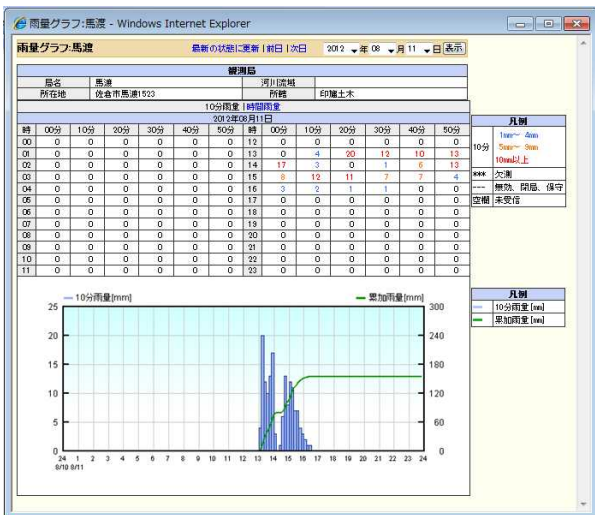 雨量グラフ:馬渡 - Windows Internet Explorer
雨量グラフ:馬渡 最新の状態に更新 | 前日 | 次日 2012 年 08 月 11 日 表示
観測局
局名 馬渡 河川流域
所在地 佐倉市馬渡1523 所轄 印旛土木
10分雨量 | 時間雨量
2012年08月11日
時 00分 10分 20分 30分 40分 50分 時 00分 10分 20分 30分 40分 50分
00 0 0 0 0 0 0 12 0 0 0 0 0 0
01 0 0 0 0 0 0 13 0 4 20 12 10 13
02 0 0 0 0 0 0 14 17 3 0 1 6 13
03 0 0 0 0 0 0 15 8 12 11 7 7 4
04 0 0 0 0 0 0 16 3 2 1 1 0 0
05 0 0 0 0 0 0 17 0 0 0 0 0 0
06 0 0 0 0 0 0 18 0 0 0 0 0 0
07 0 0 0 0 0 0 19 0 0 0 0 0 0
08 0 0 0 0 0 0 20 0 0 0 0 0 0
09 0 0 0 0 0 0 21 0 0 0 0 0 0
10 0 0 0 0 0 0 22 0 0 0 0 0 0
11 0 0 0 0 0 0 23 0 0 0 0 0 0
凡例
10分
1mm～ 4mm
5mm～ 9mm
10mm以上
*** 欠測
--- 無効、閉局、保守
空欄 未受信
10分雨量[mm] 累加雨量[mm]
25 300
20 240
15 180
10 120
5 60
0 0
24 1 2 3 4 5 6 7 8 9 10 11 12 13 14 15 16 17 18 19 20 21 22 23 24
8/10 8/11
凡例
10分雨量[mm]
累加雨量[mm]